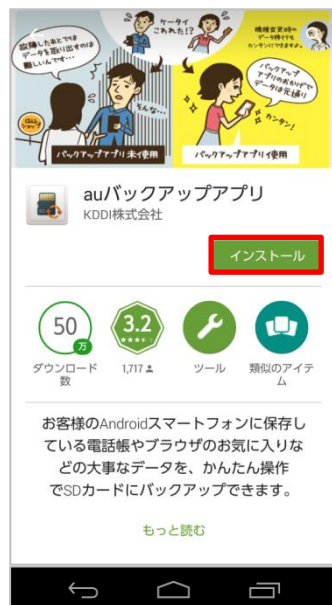 故障したあとでは
データを取り出すのは
難しいんです…
ケータイ
こわれた!?
機種変更時の
データ移行でも
カンタンにできますよ。
auショップ
そんな…
バックアップ
アプリのおかげで
データは元通り
カンタン!
バックアップアプリ未使用
バックアップアプリ使用
auバックアップアプリ
KDDI株式会社
インストール
50
万
3.2
ダウンロード
数
1,717
ツール
類似のアイテ
ム
お客様のAndroidスマートフォンに保存し
ている電話帳やブラウザのお気に入りな
どの大事なデータを、かんたん操作
でSDカードにバックアップできます。
もっと読む